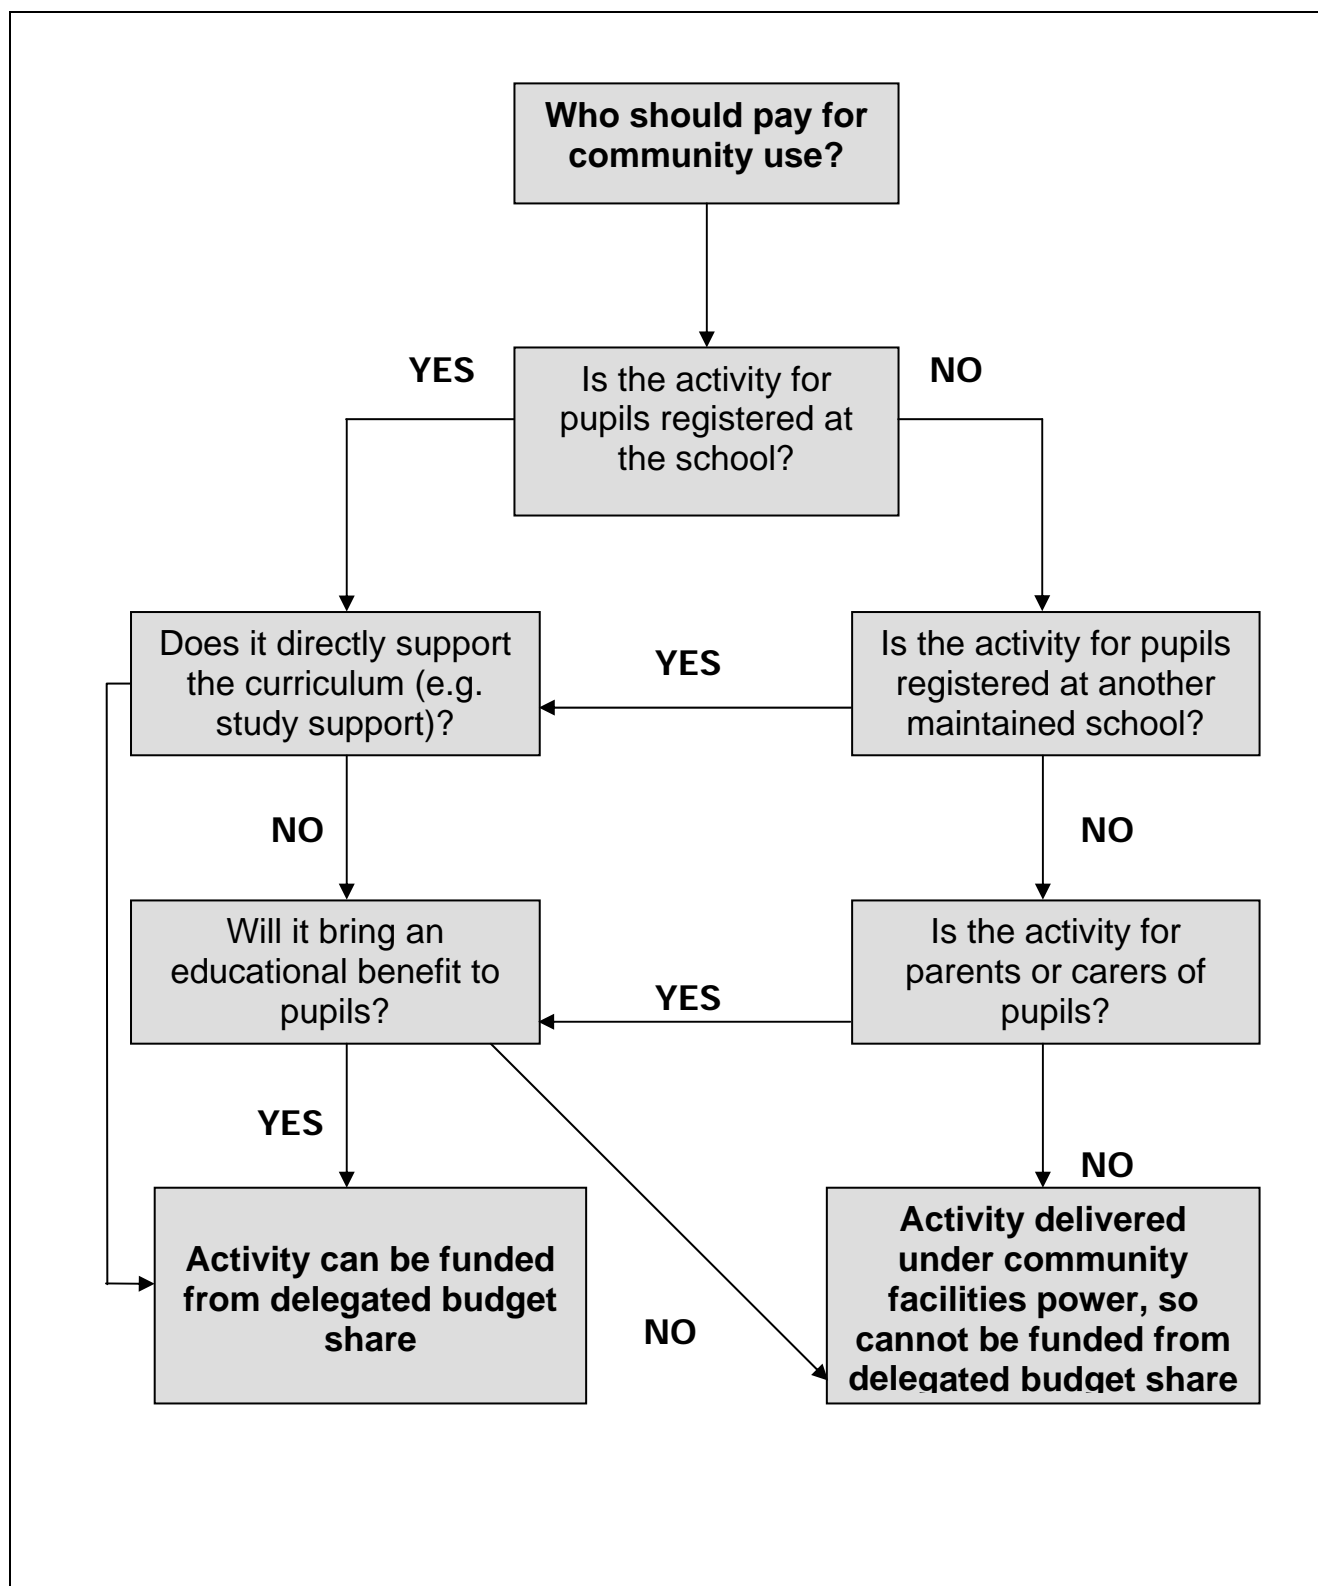 Who should pay for
community use?
YES
Is the activity for
pupils registered at
the school?
NO
Does it directly support
the curriculum (e.g.
study support)?
YES
Is the activity for pupils
registered at another
maintained school?
NO
NO
Will it bring an
educational benefit to
pupils?
YES
Is the activity for
parents or carers of
pupils?
YES
NO
Activity can be funded
from delegated budget
share
NO
Activity delivered
under community
facilities power, so
cannot be funded from
delegated budget share